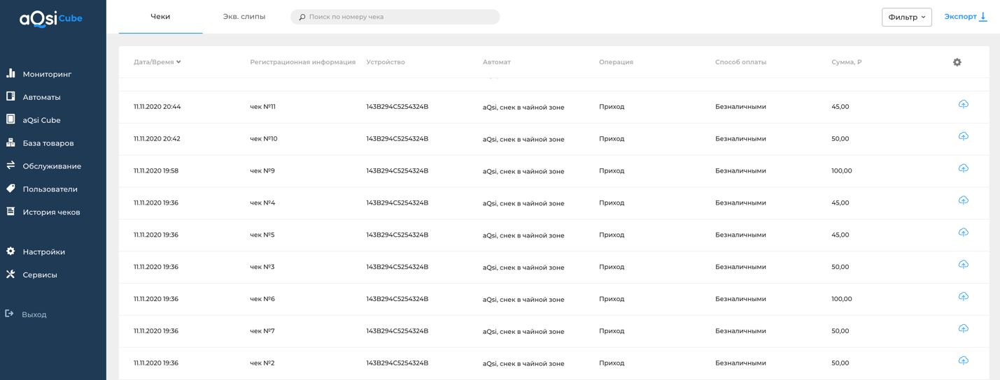 aQsi Cube
Чеки
Экв. слипы
Поиск по номеру чека
Фильтр
Экспорт
Мониторинг
Автоматы
aQsi Cube
База товаров
Обслуживание
Пользователи
История чеков
Настройки
Сервисы
Выход
Дата/Время Регистрационная информация Устройство Автомат Операция Способ оплаты Сумма, ₽
11.11.2020 20:44 чек №11 143B294C5254324B aQsi, снек в чайной зоне Приход Безналичными 45,00
11.11.2020 20:42 чек №10 143B294C5254324B aQsi, снек в чайной зоне Приход Безналичными 50,00
11.11.2020 19:58 чек №9 143B294C5254324B aQsi, снек в чайной зоне Приход Безналичными 100,00
11.11.2020 19:36 чек №4 143B294C5254324B aQsi, снек в чайной зоне Приход Безналичными 45,00
11.11.2020 19:36 чек №5 143B294C5254324B aQsi, снек в чайной зоне Приход Безналичными 45,00
11.11.2020 19:36 чек №3 143B294C5254324B aQsi, снек в чайной зоне Приход Безналичными 50,00
11.11.2020 19:36 чек №6 143B294C5254324B aQsi, снек в чайной зоне Приход Безналичными 100,00
11.11.2020 19:36 чек №7 143B294C5254324B aQsi, снек в чайной зоне Приход Безналичными 50,00
11.11.2020 19:36 чек №2 143B294C5254324B aQsi, снек в чайной зоне Приход Безналичными 50,00